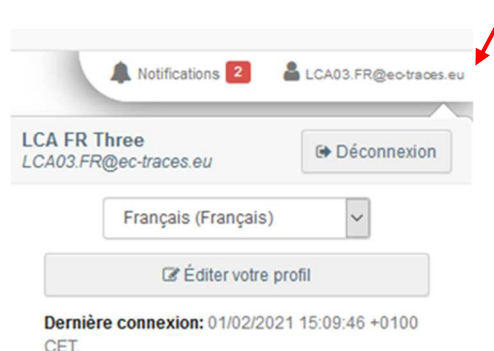 Notifications 2 LCA03.FR@ec-traces.eu
LCA FR Three
LCA03.FR@ec-traces.eu
Déconnexion
Français (Français)
Éditer votre profil
Dernière connexion: 01/02/2021 15:09:46 +0100
CET.